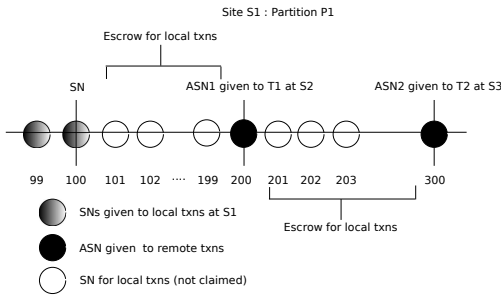 Site S1 : Partition P1
Escrow for local txns
SN
ASN1 given to T1 at S2
ASN2 given to T2 at S3
99 100 101 102 .... 199 200 201 202 203 300
Escrow for local txns
SNs given to local txns at S1
ASN given to remote txns
SN for local txns (not claimed)